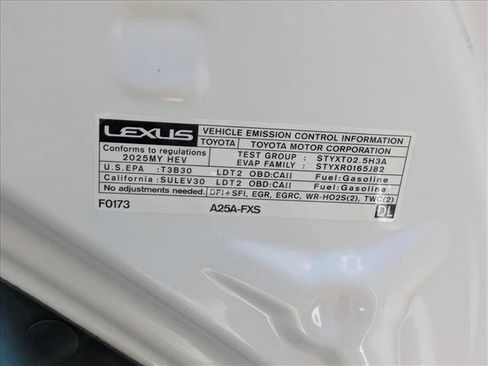 LEXUS VEHICLE EMISSION CONTROL INFORMATION
TOYOTA TOYOTA MOTOR CORPORATION
Conforms to regulations
2025MY HEV
TEST GROUP : STYXT02.5H3A
EVAP FAMILY : STYXR0165J82
U.S.EPA :T3B30 LDT2 OBD:CAII Fuel:Gasoline
California:SULEV30 LDT2 OBD:CAII Fuel:Gasoline
No adjustments needed. DFI+SFI, EGR, EGRC, WR-HO2S(2), TWC(2)
F0173 A25A-FXS DL